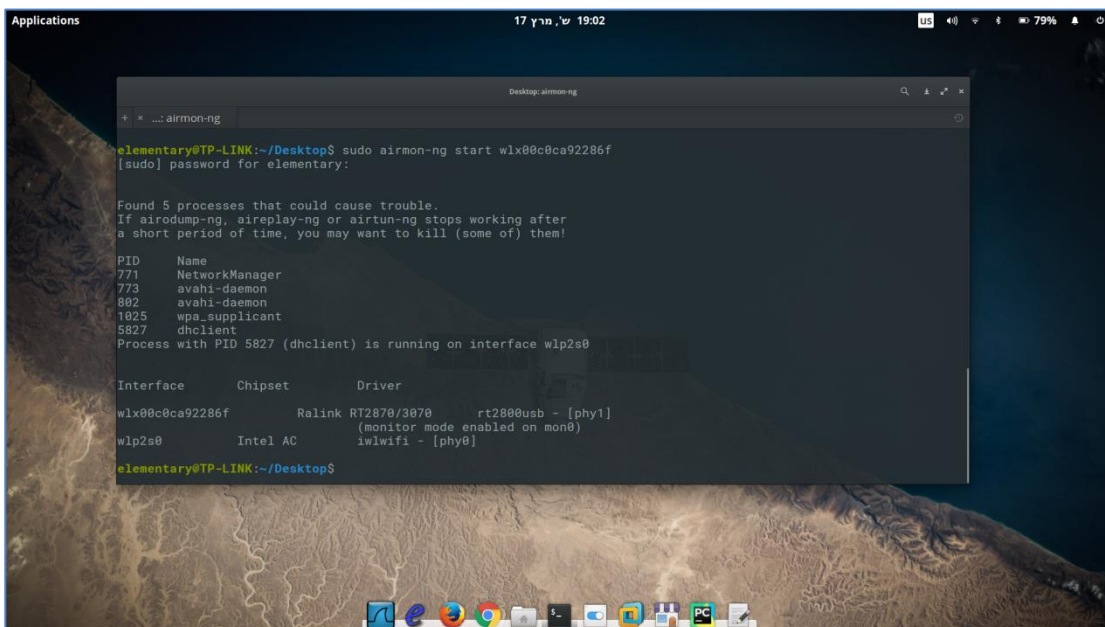 Applications
19:02 ש', מרץ 17
us
79%
Desktop: airmon-ng
...: airmon-ng
elementary@TP-LINK:~/Desktop$ sudo airmon-ng start wlx00c0ca92286f
[sudo] password for elementary:
Found 5 processes that could cause trouble.
If airodump-ng, aireplay-ng or airtun-ng stops working after
a short period of time, you may want to kill (some of) them!
PID Name
771 NetworkManager
773 avahi-daemon
802 avahi-daemon
1025 wpa_supplicant
5827 dhclient
Process with PID 5827 (dhclient) is running on interface wlp2s0
Interface Chipset Driver
wlx00c0ca92286f Ralink RT2870/3070 rt2800usb - [phy1]
(monitor mode enabled on mon0)
wlp2s0 Intel AC iwlwifi - [phy0]
elementary@TP-LINK:~/Desktop$
PC